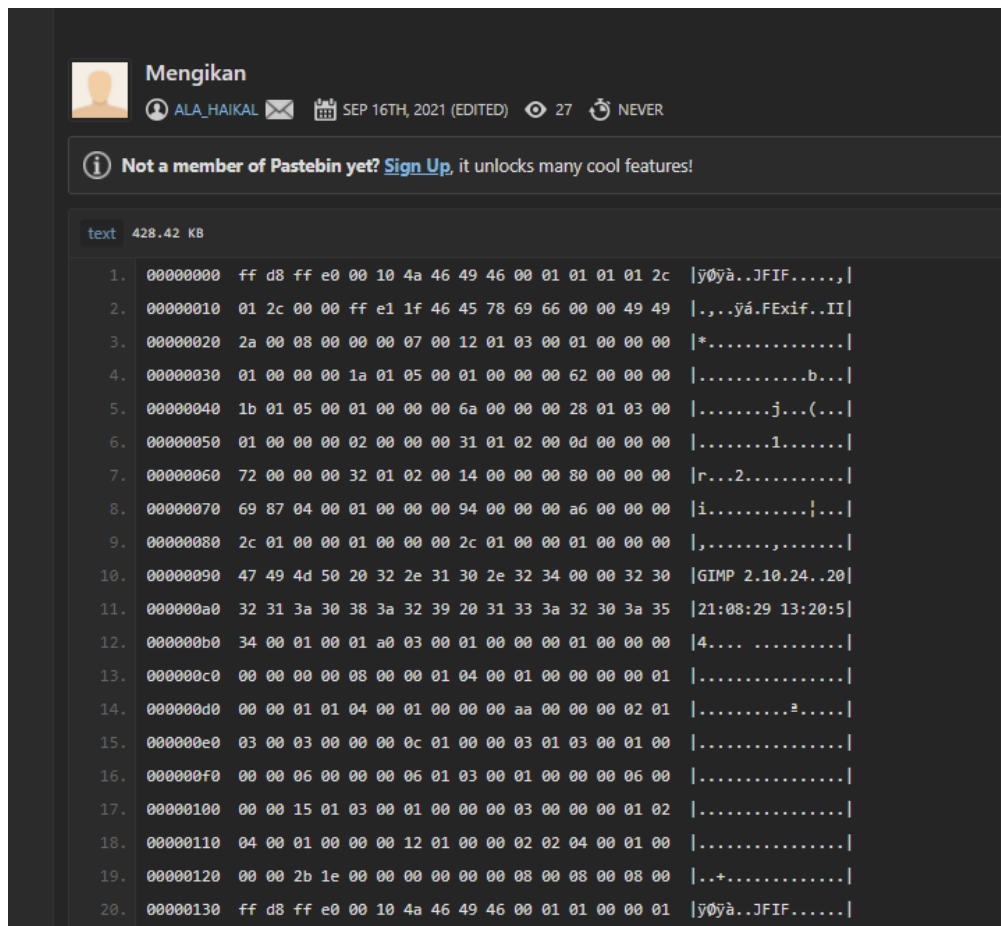 Mengikan
ALA_HAIKAL SEP 16TH, 2021 (EDITED) 27 NEVER
Not a member of Pastebin yet? Sign Up, it unlocks many cool features!
text 428.42 KB
1. 00000000 ff d8 ff e0 00 10 4a 46 49 46 00 01 01 01 01 2c |ÿØÿà..JFIF.....,|
2. 00000010 01 2c 00 00 ff e1 1f 46 45 78 69 66 00 00 49 49 |.,..ÿá.FExif..II|
3. 00000020 2a 00 08 00 00 00 07 00 12 01 03 00 01 00 00 00 |*...............|
4. 00000030 01 00 00 00 1a 01 05 00 01 00 00 00 62 00 00 00 |............b...|
5. 00000040 1b 01 05 00 01 00 00 00 6a 00 00 00 28 01 03 00 |........j...(...|
6. 00000050 01 00 00 00 02 00 00 00 31 01 02 00 0d 00 00 00 |........1.......|
7. 00000060 72 00 00 00 32 01 02 00 14 00 00 00 80 00 00 00 |r...2...........|
8. 00000070 69 87 04 00 01 00 00 00 94 00 00 00 a6 00 00 00 |i...........¦...|
9. 00000080 2c 01 00 00 01 00 00 00 2c 01 00 00 01 00 00 00 |,.......,.......|
10. 00000090 47 49 4d 50 20 32 2e 31 30 2e 32 34 00 00 32 30 |GIMP 2.10.24..20|
11. 000000a0 32 31 3a 30 38 3a 32 39 20 31 33 3a 32 30 3a 35 |21:08:29 13:20:5|
12. 000000b0 34 00 01 00 01 a0 03 00 01 00 00 00 01 00 00 00 |4.... ..........|
13. 000000c0 00 00 00 00 08 00 00 01 04 00 01 00 00 00 00 01 |................|
14. 000000d0 00 00 01 01 04 00 01 00 00 00 aa 00 00 00 02 01 |..........ª.....|
15. 000000e0 03 00 03 00 00 00 0c 01 00 00 03 01 03 00 01 00 |................|
16. 000000f0 00 00 06 00 00 00 06 01 03 00 01 00 00 00 06 00 |................|
17. 00000100 00 00 15 01 03 00 01 00 00 00 03 00 00 00 01 02 |................|
18. 00000110 04 00 01 00 00 00 12 01 00 00 02 02 04 00 01 00 |................|
19. 00000120 00 00 2b 1e 00 00 00 00 00 00 08 00 08 00 08 00 |..+.............|
20. 00000130 ff d8 ff e0 00 10 4a 46 49 46 00 01 01 00 00 01 |ÿØÿà..JFIF......|